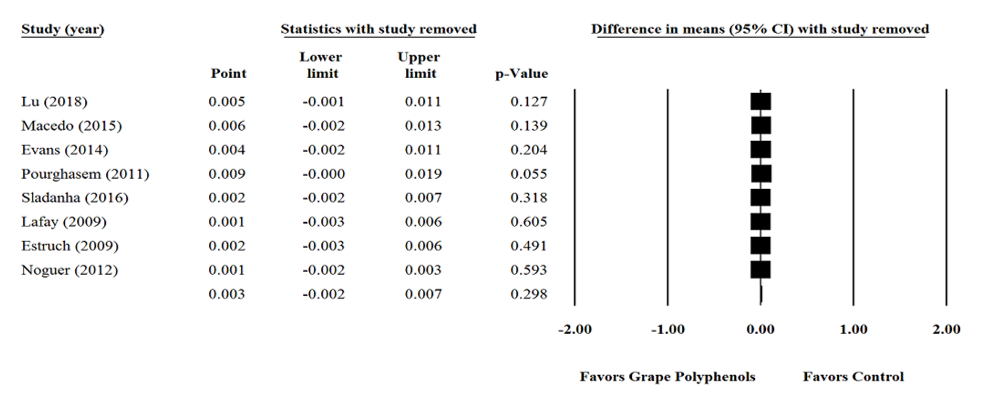 Study (year) Statistics with study removed Difference in means (95% CI) with study removed
Lower Upper
Point limit limit p-Value
Lu (2018) 0.005 -0.001 0.011 0.127
Macedo (2015) 0.006 -0.002 0.013 0.139
Evans (2014) 0.004 -0.002 0.011 0.204
Pourghasem (2011) 0.009 -0.000 0.019 0.055
Sladanha (2016) 0.002 -0.002 0.007 0.318
Lafay (2009) 0.001 -0.003 0.006 0.605
Estruch (2009) 0.002 -0.003 0.006 0.491
Noguer (2012) 0.001 -0.002 0.003 0.593
0.003 -0.002 0.007 0.298
-2.00 -1.00 0.00 1.00 2.00
Favors Grape Polyphenols Favors Control